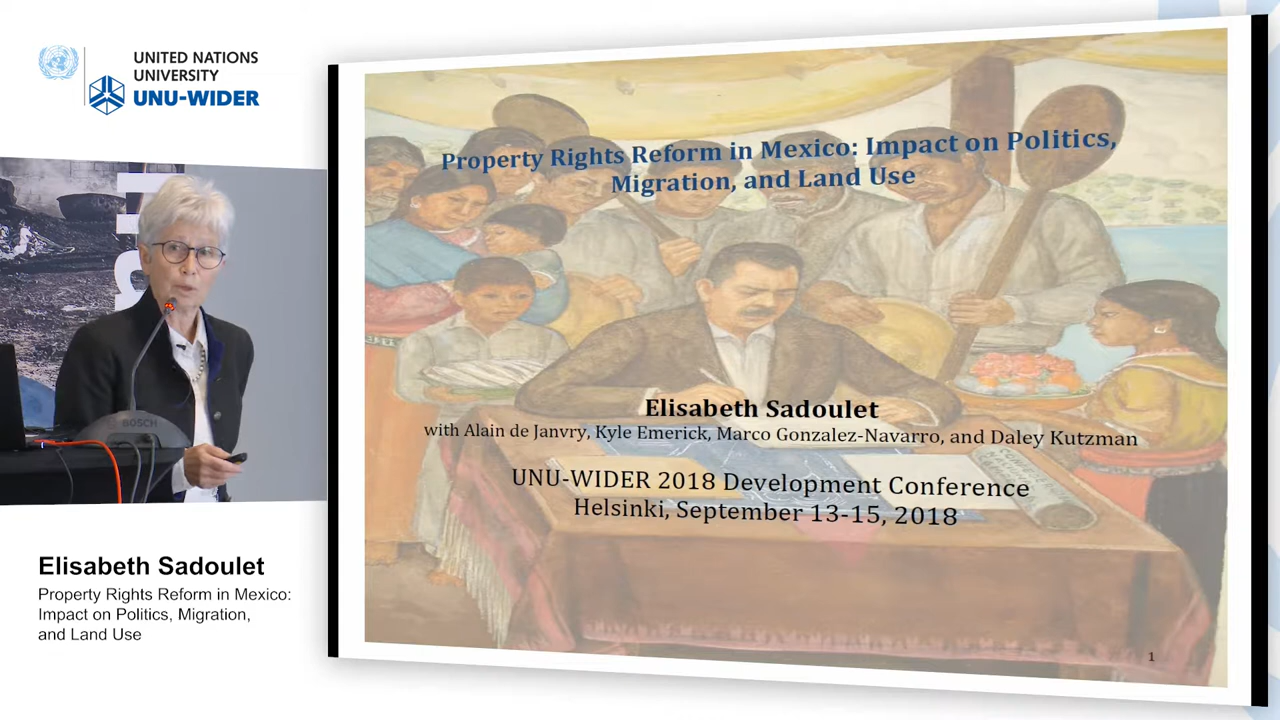 UNITED NATIONS
UNIVERSITY
UNU-WIDER
Property Rights Reform in Mexico: Impact on Politics,
Migration, and Land Use
Elisabeth Sadoulet
with Alain de Janvry, Kyle Emerick, Marco Gonzalez-Navarro, and Daley Kutzman
UNU-WIDER 2018 Development Conference
Helsinki, September 13-15, 2018
1
BOSCH
Elisabeth Sadoulet
Property Rights Reform in Mexico:
Impact on Politics, Migration,
and Land Use